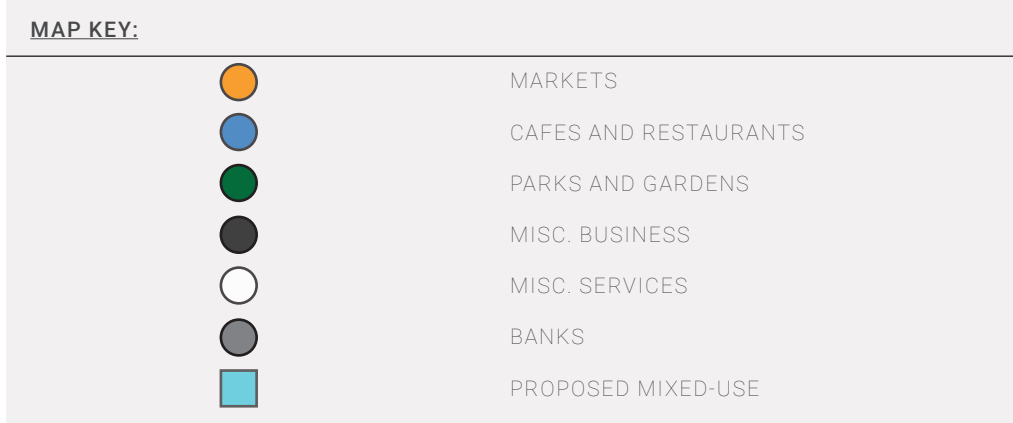 MAP KEY:
MARKETS
CAFES AND RESTAURANTS
PARKS AND GARDENS
MISC. BUSINESS
MISC. SERVICES
BANKS
PROPOSED MIXED-USE